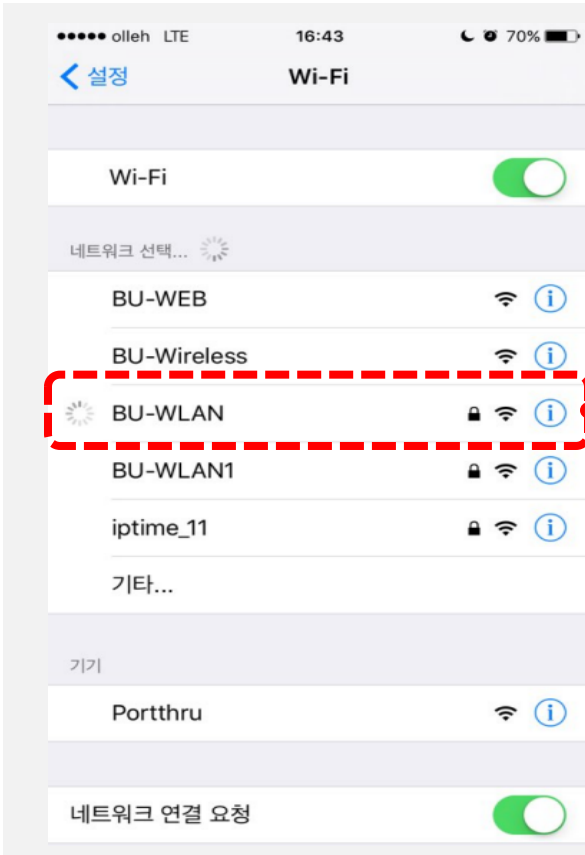 olleh LTE 16:43 70%
설정 Wi-Fi
Wi-Fi
네트워크 선택...
BU-WEB
BU-Wireless
BU-WLAN
BU-WLAN1
iptime_11
기타...
기기
Portthru
네트워크 연결 요청